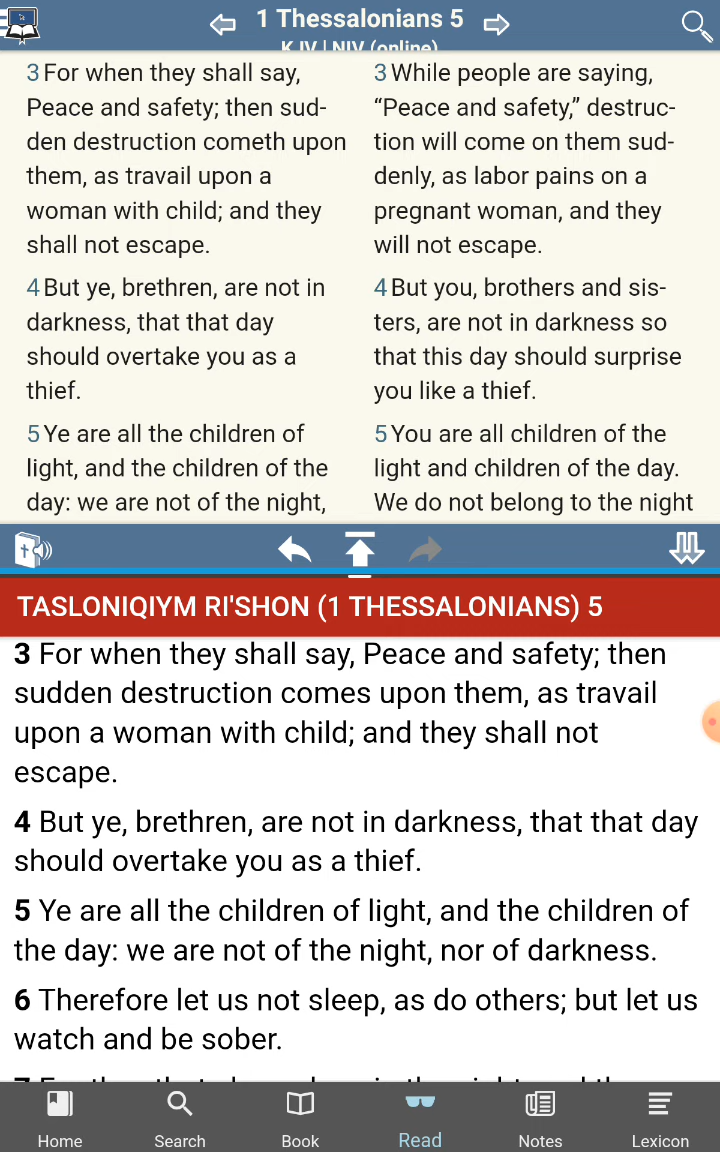 1 Thessalonians 5
KJV | NIV (online)
3 For when they shall say,
Peace and safety; then sud-
den destruction cometh upon
them, as travail upon a
woman with child; and they
shall not escape.
4 But ye, brethren, are not in
darkness, that that day
should overtake you as a
thief.
5 Ye are all the children of
light, and the children of the
day: we are not of the night,
3 While people are saying,
“Peace and safety,” destruc-
tion will come on them sud-
denly, as labor pains on a
pregnant woman, and they
will not escape.
4 But you, brothers and sis-
ters, are not in darkness so
that this day should surprise
you like a thief.
5 You are all children of the
light and children of the day.
We do not belong to the night
TASLONIQIYM RI'SHON (1 THESSALONIANS) 5
3 For when they shall say, Peace and safety; then
sudden destruction comes upon them, as travail
upon a woman with child; and they shall not
escape.
4 But ye, brethren, are not in darkness, that that day
should overtake you as a thief.
5 Ye are all the children of light, and the children of
the day: we are not of the night, nor of darkness.
6 Therefore let us not sleep, as do others; but let us
watch and be sober.
Home
Search
Book
Read
Notes
Lexicon